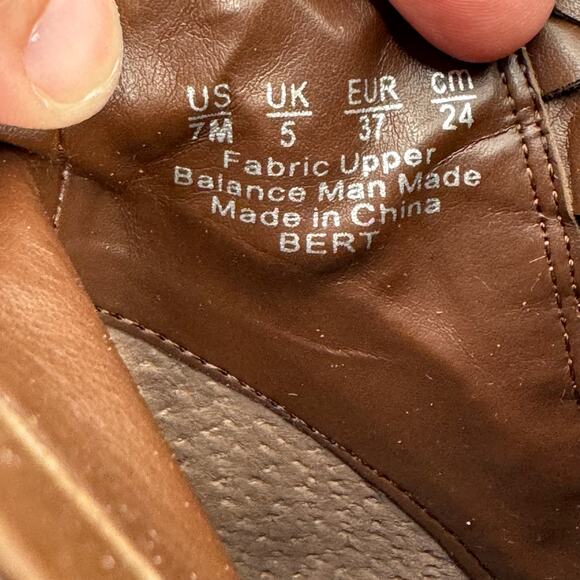 US UK EUR cm
7M 5 37 24
Fabric Upper
Balance Man Made
Made in China
BERT